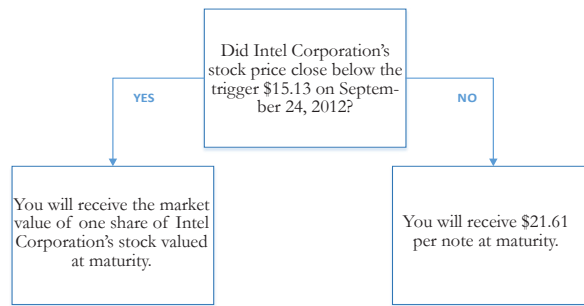 Did Intel Corporation's
stock price close below the
trigger $15.13 on Septem-
ber 24, 2012?
YES
NO
You will receive the market
value of one share of Intel
Corporation's stock valued
at maturity.
You will receive $21.61
per note at maturity.